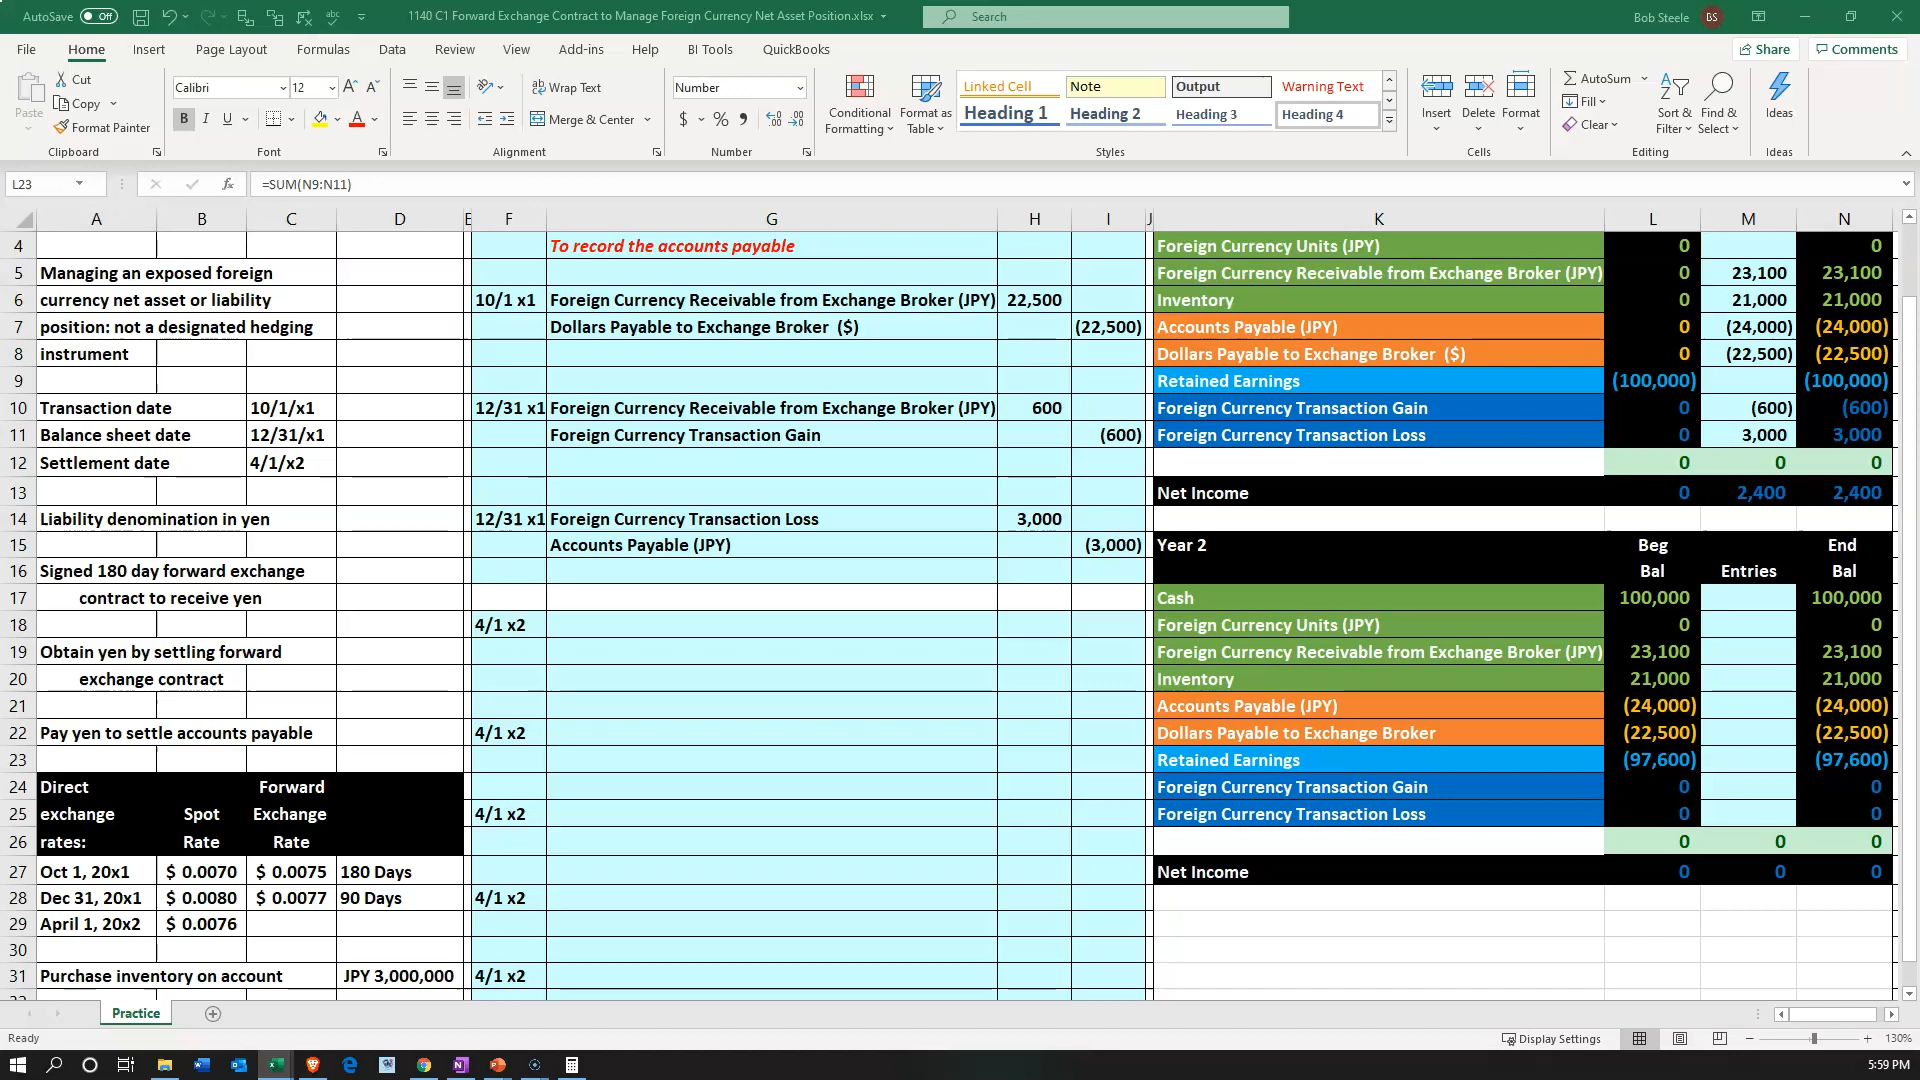 AutoSave Off abc 1140 C1 Forward Exchange Contract to Manage Foreign Currency Net Asset Position.xlsx Search Bob Steele BS
File Home Insert Page Layout Formulas Data Review View Add-ins Help BI Tools QuickBooks Share Comments
Paste Cut Copy Format Painter Clipboard
Calibri 12 B I U A Font
Wrap Text Merge & Center Alignment
Number $ % Number
Conditional Formatting Format as Table
Linked Cell Note Output Warning Text
Heading 1 Heading 2 Heading 3 Heading 4
Styles
Insert Delete Format Cells
AutoSum Fill Clear Sort & Filter Find & Select Editing
Ideas Ideas
L23 fx =SUM(N9:N11)
A B C D E F G H I J K L M N
4 To record the accounts payable Foreign Currency Units (JPY) 0 0
5 Managing an exposed foreign Foreign Currency Receivable from Exchange Broker (JPY) 0 23,100 23,100
6 currency net asset or liability 10/1 x1 Foreign Currency Receivable from Exchange Broker (JPY) 22,500 Inventory 0 21,000 21,000
7 position: not a designated hedging Dollars Payable to Exchange Broker ($) (22,500) Accounts Payable (JPY) 0 (24,000) (24,000)
8 instrument Dollars Payable to Exchange Broker ($) 0 (22,500) (22,500)
9 Retained Earnings (100,000) (100,000)
10 Transaction date 10/1/x1 12/31 x1 Foreign Currency Receivable from Exchange Broker (JPY) 600 Foreign Currency Transaction Gain 0 (600) (600)
11 Balance sheet date 12/31/x1 Foreign Currency Transaction Gain (600) Foreign Currency Transaction Loss 0 3,000 3,000
12 Settlement date 4/1/x2 0 0 0
13 Net Income 0 2,400 2,400
14 Liability denomination in yen 12/31 x1 Foreign Currency Transaction Loss 3,000
15 Accounts Payable (JPY) (3,000) Year 2 Beg End
16 Signed 180 day forward exchange Bal Entries Bal
17 contract to receive yen Cash 100,000 100,000
18 4/1 x2 Foreign Currency Units (JPY) 0 0
19 Obtain yen by settling forward Foreign Currency Receivable from Exchange Broker (JPY) 23,100 23,100
20 exchange contract Inventory 21,000 21,000
21 Accounts Payable (JPY) (24,000) (24,000)
22 Pay yen to settle accounts payable 4/1 x2 Dollars Payable to Exchange Broker (22,500) (22,500)
23 Retained Earnings (97,600) (97,600)
24 Direct Forward Foreign Currency Transaction Gain 0 0
25 exchange Spot Exchange 4/1 x2 Foreign Currency Transaction Loss 0 0
26 rates: Rate Rate 0 0 0
27 Oct 1, 20x1 $ 0.0070 $ 0.0075 180 Days Net Income 0 0 0
28 Dec 31, 20x1 $ 0.0080 $ 0.0077 90 Days 4/1 x2
29 April 1, 20x2 $ 0.0076
30
31 Purchase inventory on account JPY 3,000,000 4/1 x2
Practice
Ready Display Settings 130%
5:59 PM